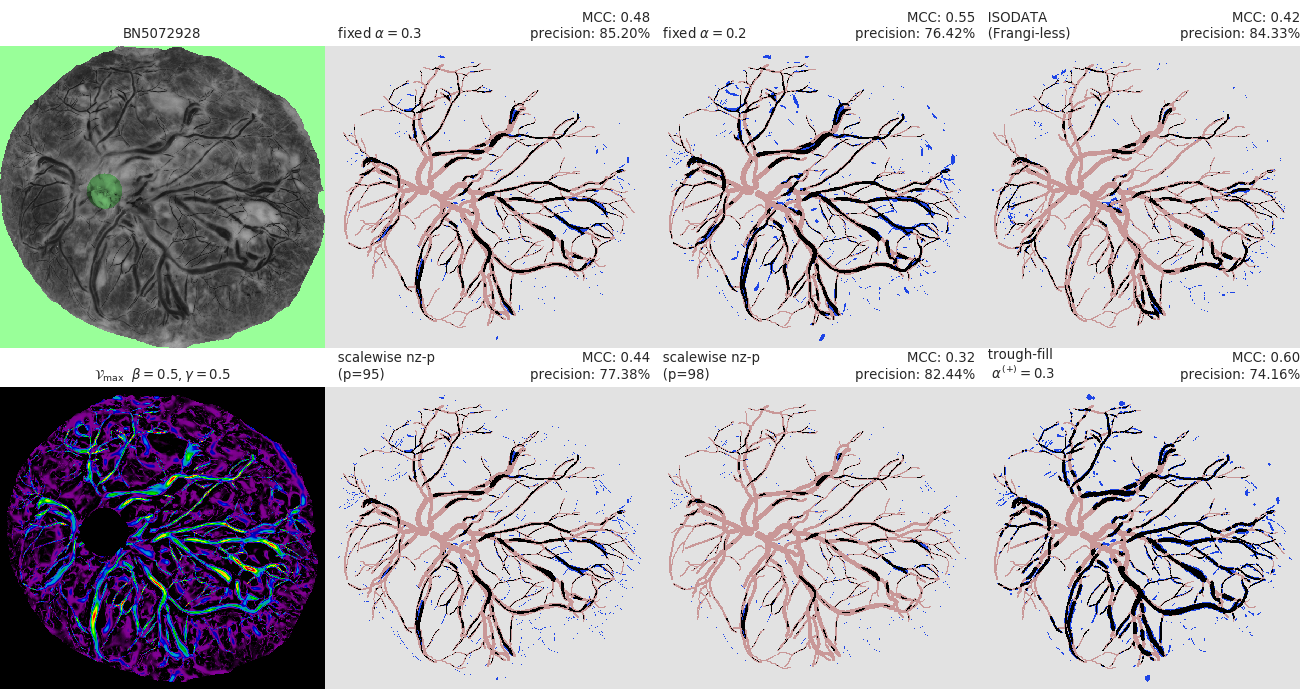 BN5072928
fixed α = 0.3
MCC: 0.48
precision: 85.20%
fixed α = 0.2
MCC: 0.55
precision: 76.42%
ISODATA
(Frangi-less)
MCC: 0.42
precision: 84.33%
𝒱max β = 0.5, γ = 0.5
scalewise nz-p
(p=95)
MCC: 0.44
precision: 77.38%
scalewise nz-p
(p=98)
MCC: 0.32
precision: 82.44%
trough-fill
α(+) = 0.3
MCC: 0.60
precision: 74.16%